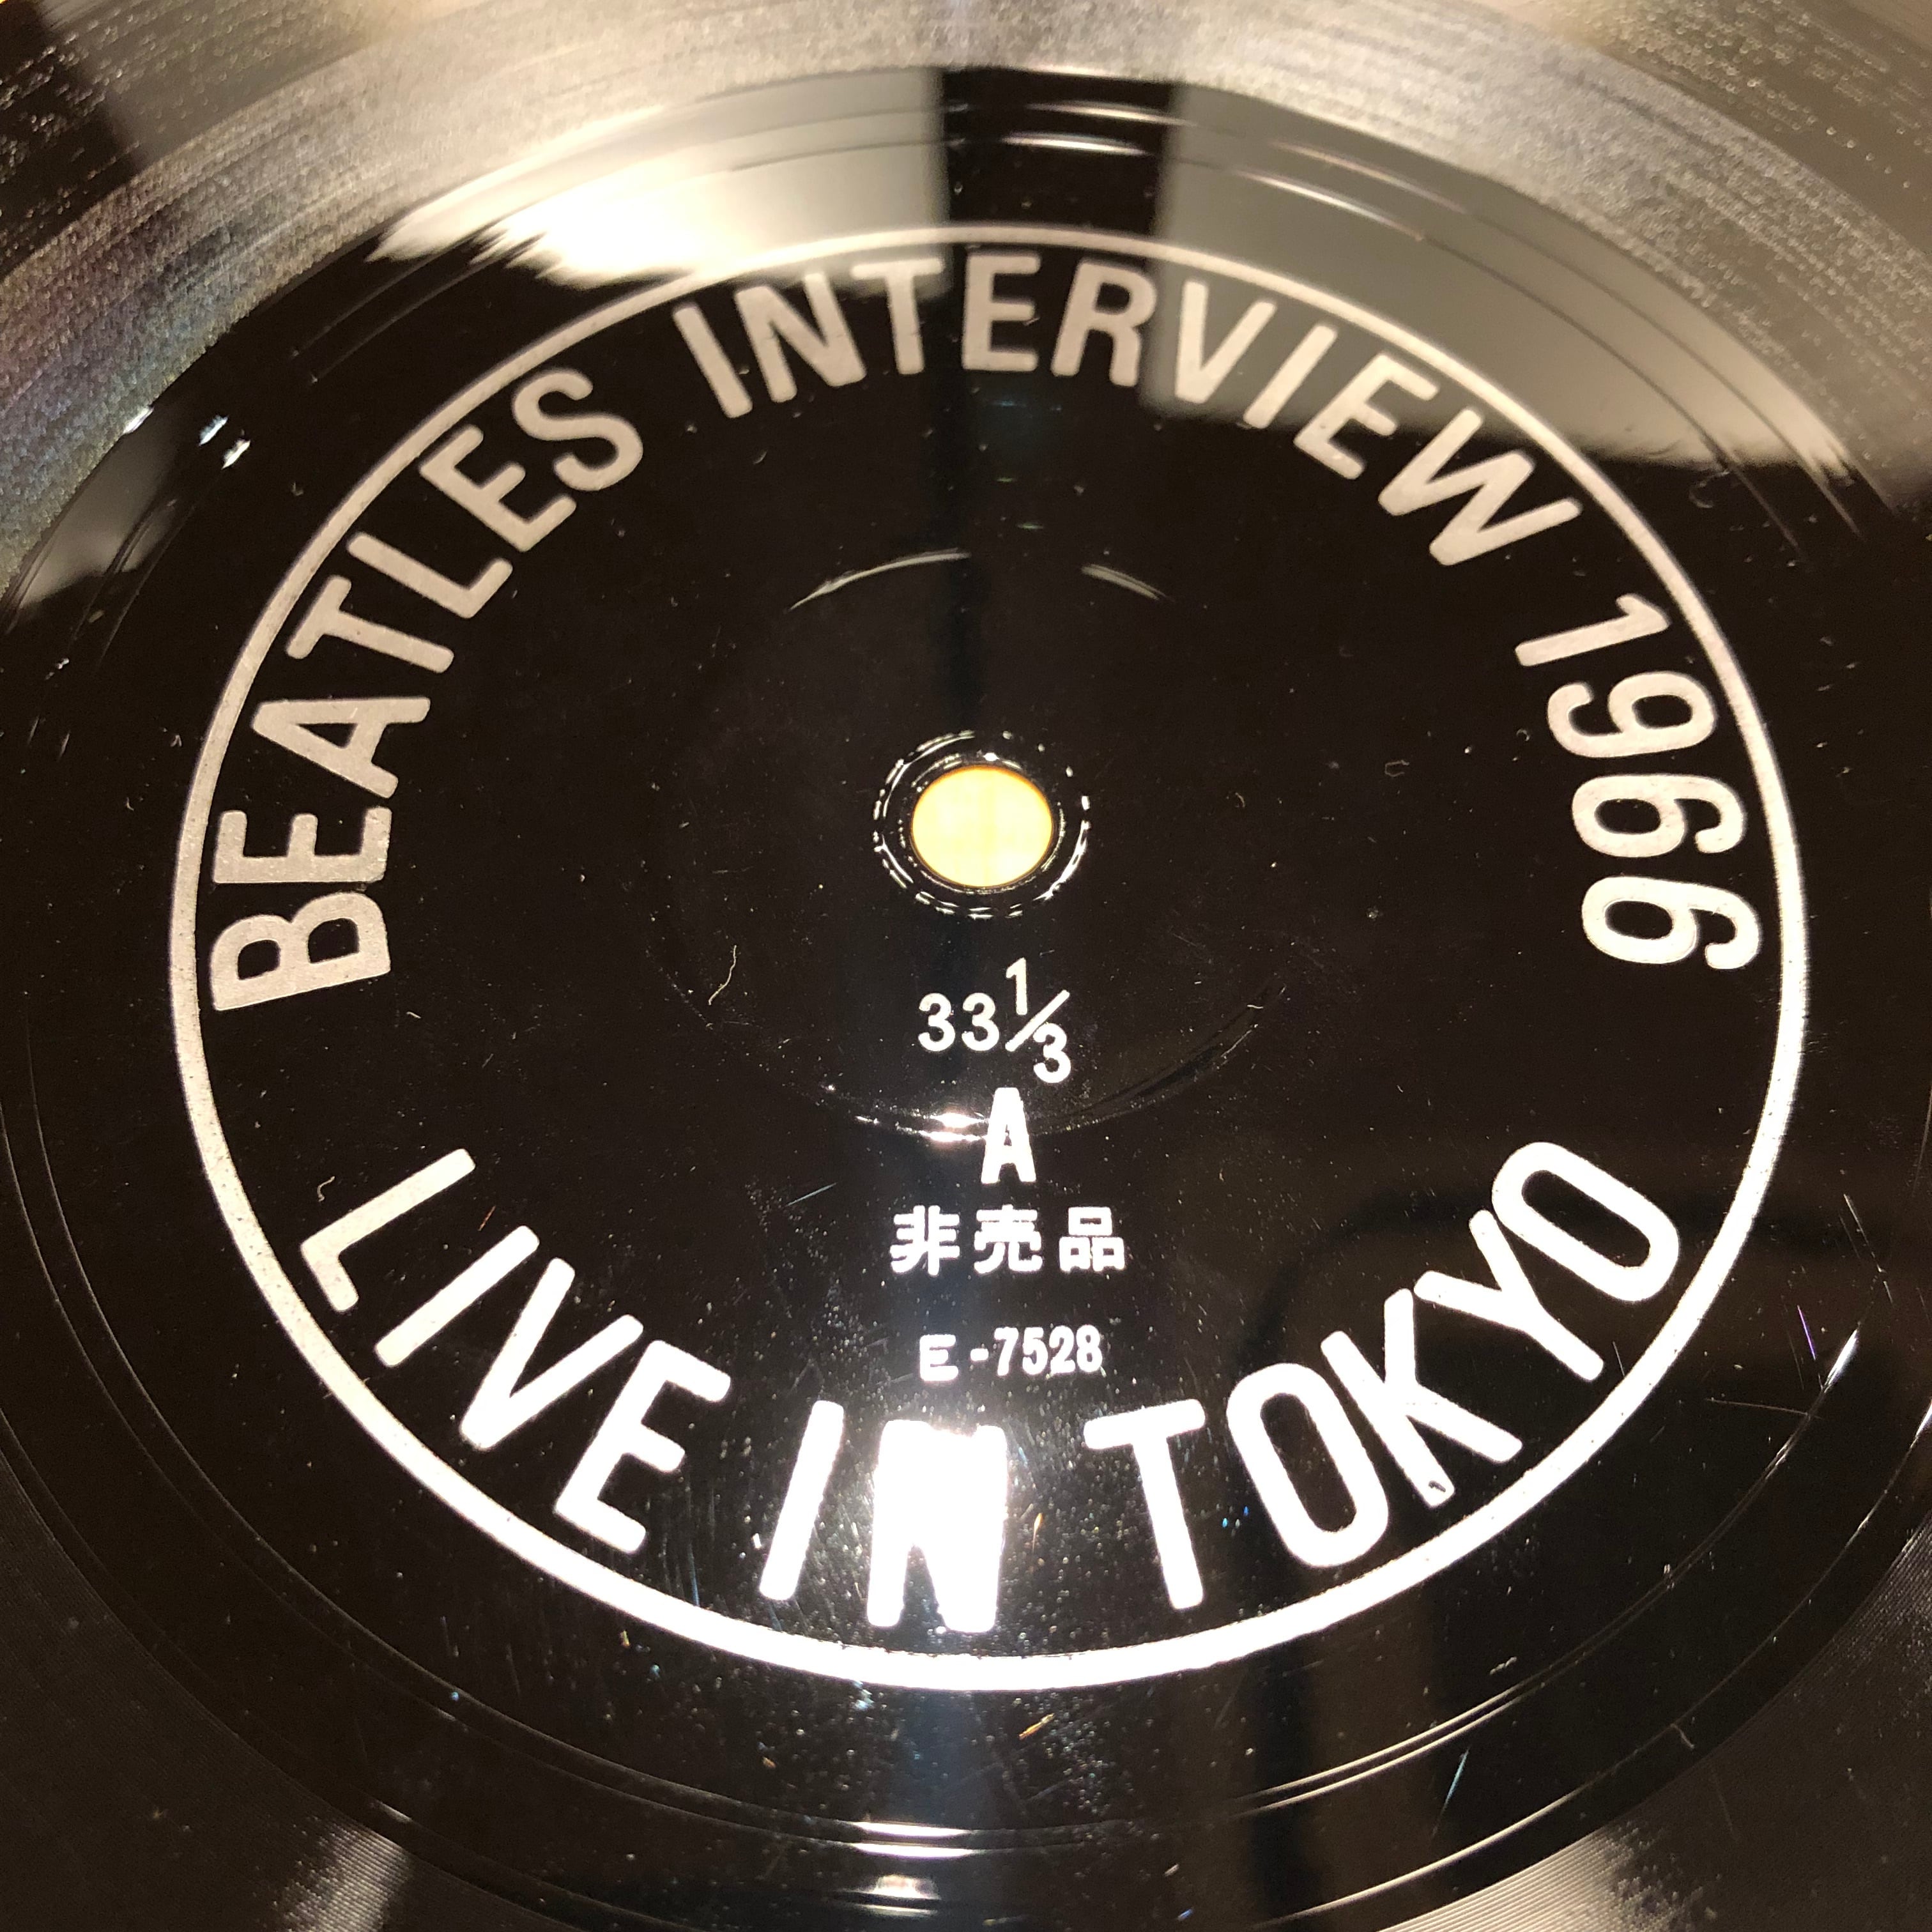 BEATLES INTERVIEW 1966
33⅓
A
非売品
E-7528
LIVE IN TOKYO